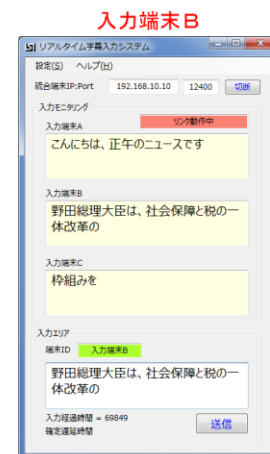 入力端末B
リアルタイム字幕入力システム
設定(S) ヘルプ(H)
統合端末IP:Port 192.168.10.10 12400 切断
入力モニタリング
入力端末A リンク動作中
こんにちは、正午のニュースです
入力端末B
野田総理大臣は、社会保障と税の一
体改革の
入力端末C
枠組みを
入力エリア
端末ID 入力端末B
野田総理大臣は、社会保障と税の一
体改革の
入力経過時間 = 69849
確定遅延時間
送信